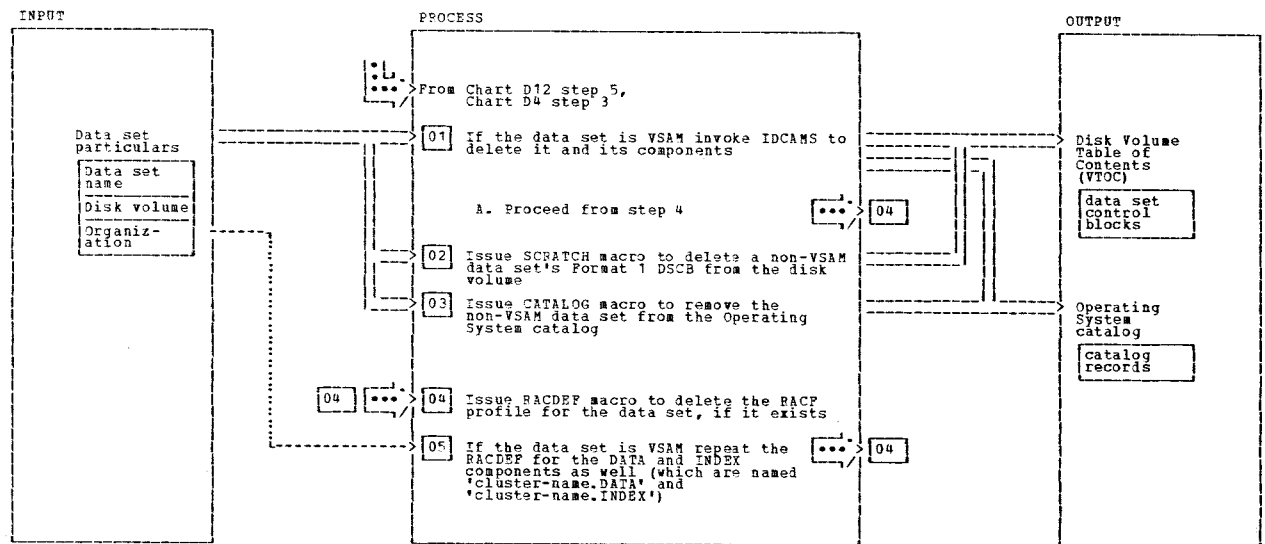 INPUT
PROCESS
OUTPUT
From Chart D12 step 5,
Chart D4 step 3
Data set
particulars
Data set
name
Disk volume
Organiz-
ation
01 If the data set is VSAM invoke IDCAMS to
delete it and its components
A. Proceed from step 4
04
02 Issue SCRATCH macro to delete a non-VSAM
data set's Format 1 DSCB from the disk
volume
03 Issue CATALOG macro to remove the
non-VSAM data set from the Operating
System catalog
04
04 Issue RACDEF macro to delete the RACF
profile for the data set, if it exists
05 If the data set is VSAM repeat the
RACDEF for the DATA and INDEX
components as well (which are named
'cluster-name.DATA' and
'cluster-name.INDEX')
04
Disk Volume
Table of
Contents
(VTOC)
data set
control
blocks
Operating
System
catalog
catalog
records